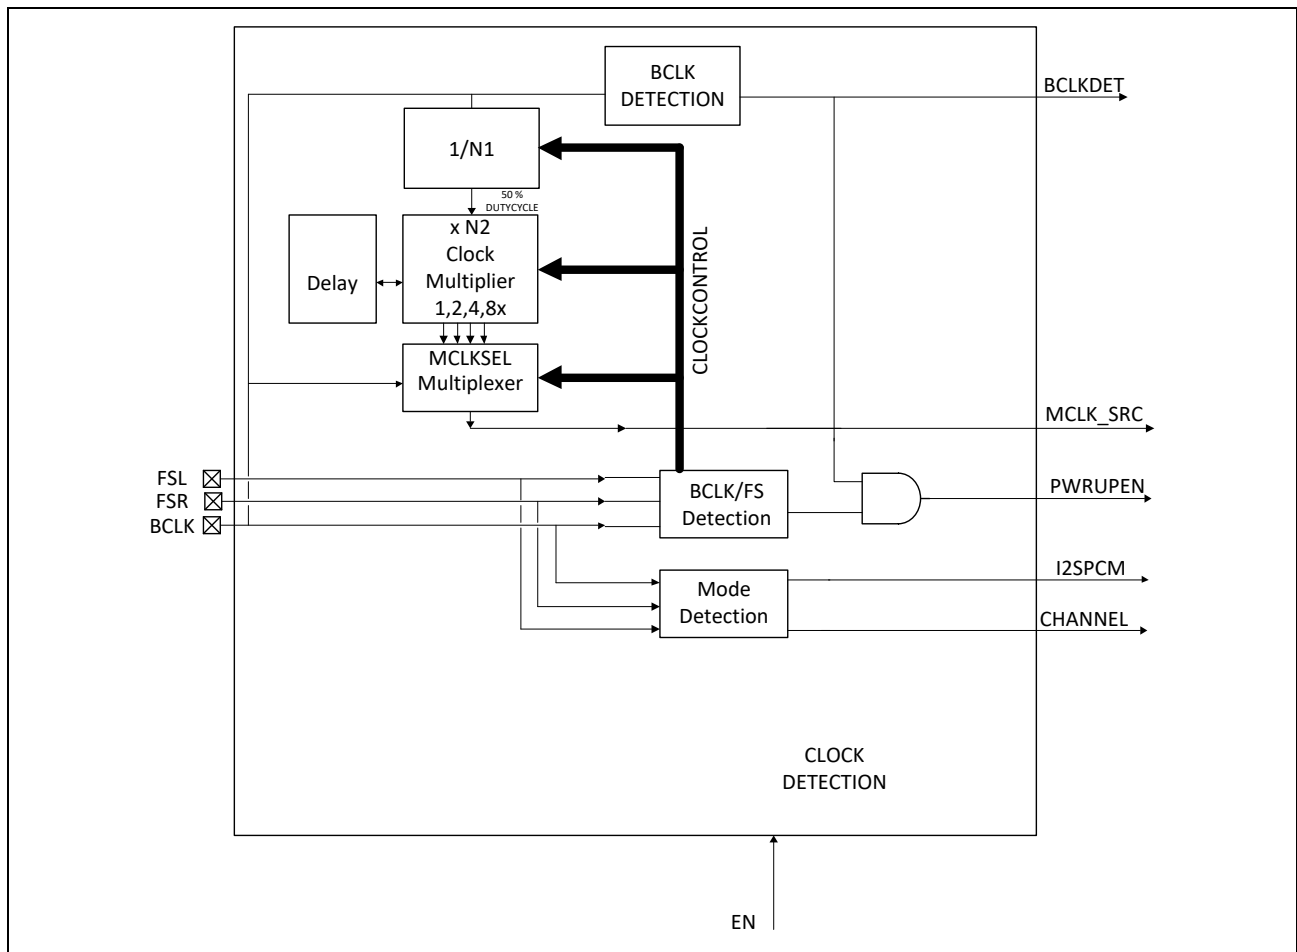 BCLK
DETECTION
BCLKDET
1/N1
50 %
DUTYCYCLE
x N2
Clock
Multiplier
1,2,4,8x
Delay
CLOCKCONTROL
MCLKSEL
Multiplexer
MCLK_SRC
FSL
FSR
BCLK
BCLK/FS
Detection
PWRUPEN
Mode
Detection
I2SPCM
CHANNEL
CLOCK
DETECTION
EN